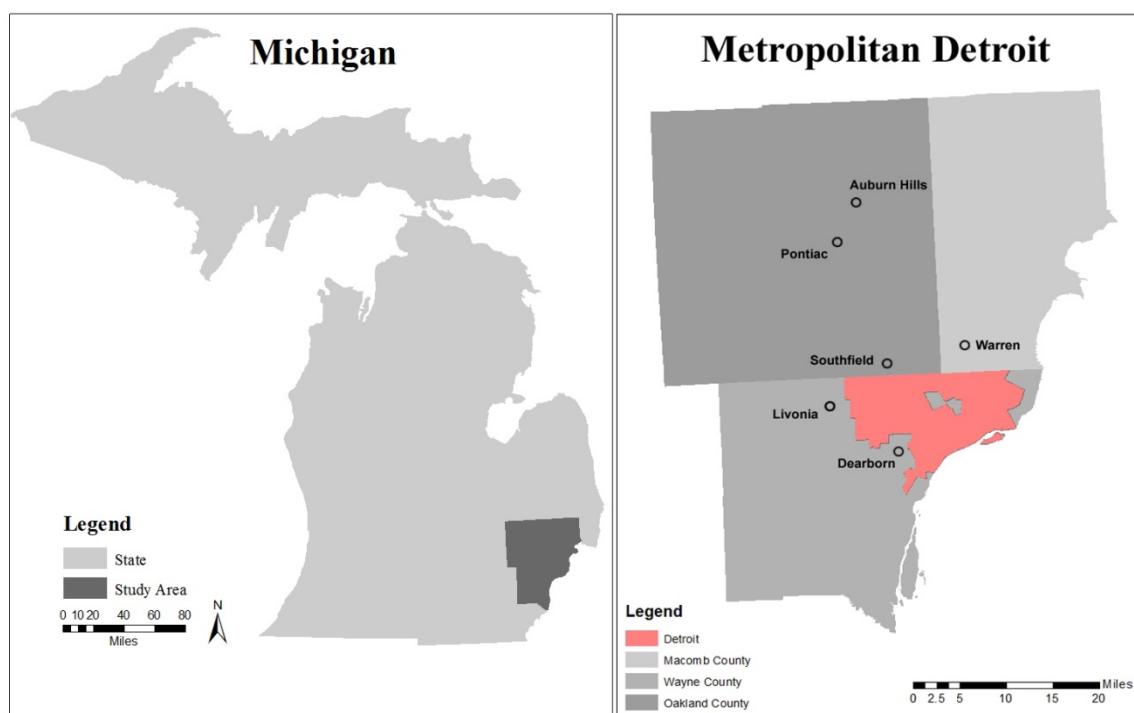 Michigan
Legend
State
Study Area
0 10 20 40 60 80
Miles
N
Metropolitan Detroit
Auburn Hills
Pontiac
Warren
Southfield
Livonia
Dearborn
Legend
Detroit
Macomb County
Wayne County
Oakland County
Miles
0 2.5 5 10 15 20